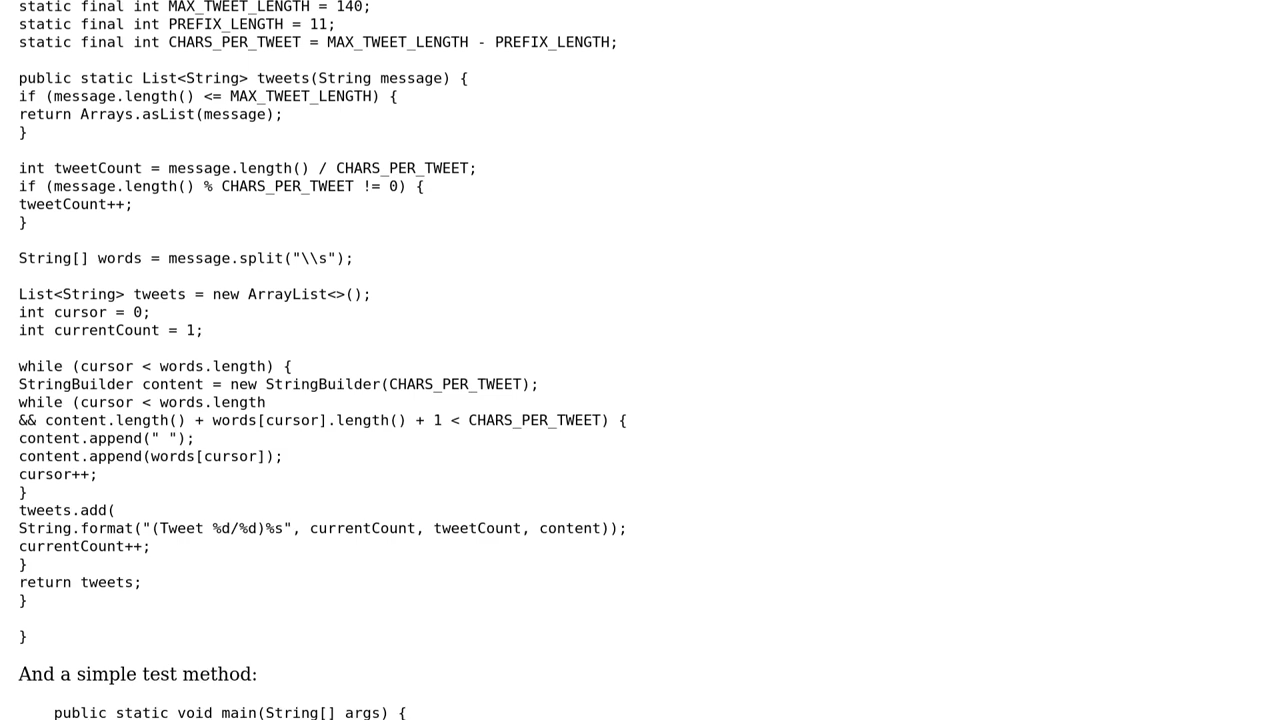 static final int MAX_TWEET_LENGTH = 140;
static final int PREFIX_LENGTH = 11;
static final int CHARS_PER_TWEET = MAX_TWEET_LENGTH - PREFIX_LENGTH;
public static List<String> tweets(String message) {
if (message.length() <= MAX_TWEET_LENGTH) {
return Arrays.asList(message);
}
int tweetCount = message.length() / CHARS_PER_TWEET;
if (message.length() % CHARS_PER_TWEET != 0) {
tweetCount++;
}
String[] words = message.split("\\s");
List<String> tweets = new ArrayList<>();
int cursor = 0;
int currentCount = 1;
while (cursor < words.length) {
StringBuilder content = new StringBuilder(CHARS_PER_TWEET);
while (cursor < words.length
&& content.length() + words[cursor].length() + 1 < CHARS_PER_TWEET) {
content.append(" ");
content.append(words[cursor]);
cursor++;
}
tweets.add(
String.format("(Tweet %d/%d)%s", currentCount, tweetCount, content));
currentCount++;
}
return tweets;
}
}
And a simple test method:
public static void main(String[] args) {